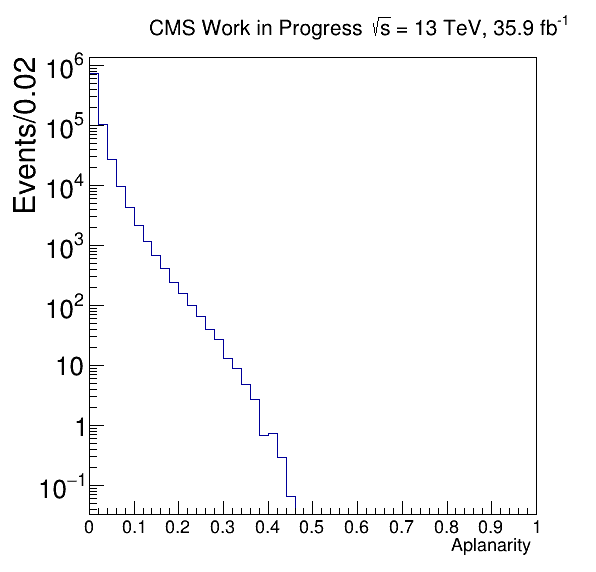 CMS Work in Progress √s = 13 TeV, 35.9 fb⁻¹
Events/0.02
10⁶
10⁵
10⁴
10³
10²
10
1
10⁻¹
0 0.1 0.2 0.3 0.4 0.5 0.6 0.7 0.8 0.9 1
Aplanarity